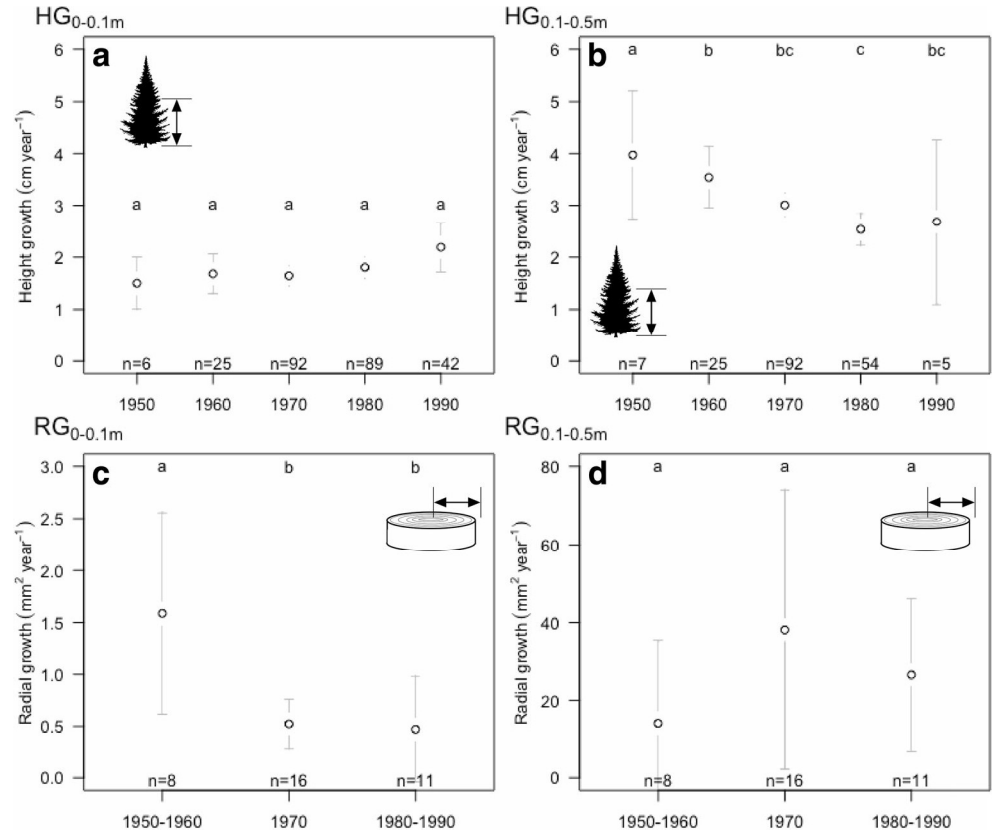 HG0-0.1m
a
6
5
4
3
2
1
0
Height growth (cm year−1)
a a a a a
n=6 n=25 n=92 n=89 n=42
1950 1960 1970 1980 1990
HG0.1-0.5m
b
6
5
4
3
2
1
0
Height growth (cm year−1)
a b bc c bc
n=7 n=25 n=92 n=54 n=5
1950 1960 1970 1980 1990
RG0-0.1m
c
3.0
2.5
2.0
1.5
1.0
0.5
0.0
Radial growth (mm2 year−1)
a b b
n=8 n=16 n=11
1950-1960 1970 1980-1990
RG0.1-0.5m
d
80
60
40
20
0
Radial growth (mm2 year−1)
a a a
n=8 n=16 n=11
1950-1960 1970 1980-1990